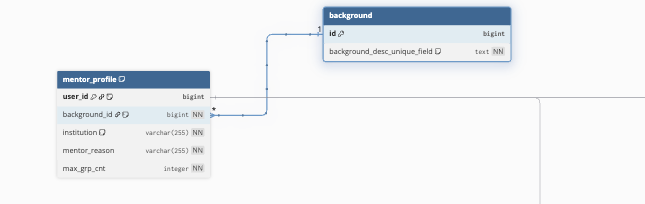 background
1
id bigint
background_desc_unique_field text NN
mentor_profile
user_id bigint
*
background_id bigint NN
institution varchar(255) NN
mentor_reason varchar(255) NN
max_grp_cnt integer NN